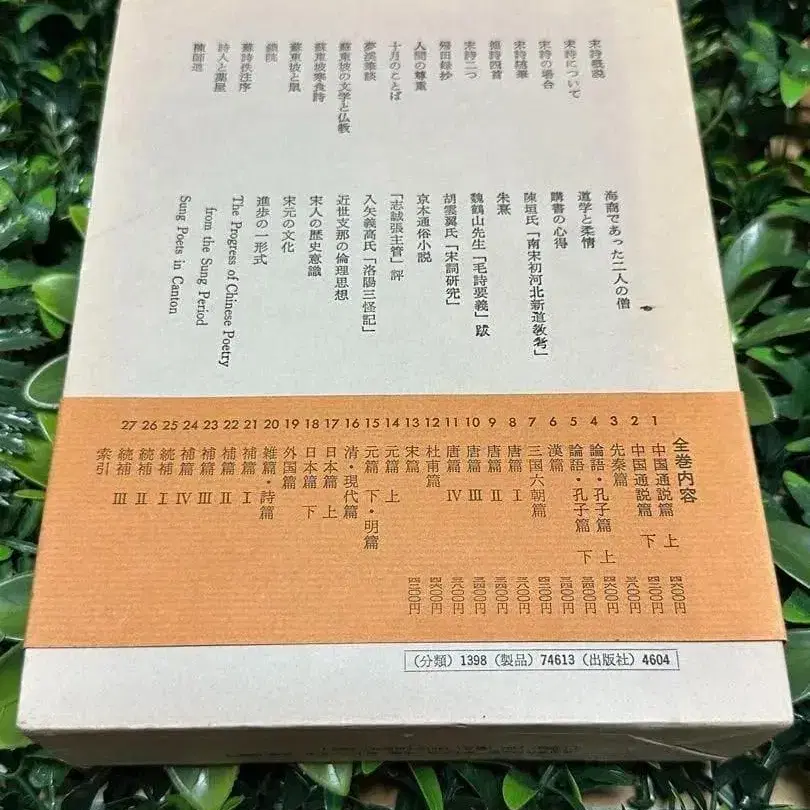 宋詩概説
宋詩について
宋詩の場合
宋詩随筆
宋詩二つ
帰田録抄
人間の尊重
十月のことば
夢渓筆談
蘇東坡の文学と仏教
蘇東坡寒食詩
蘇東坡と鼠
蘇詩佚注序
詩人と薬屋
陳師道
海商であった二人の僧
道学と柔情
購書の心得
陳垣氏「南宋初河北新道敎考」
朱熹
魏鶴山先生「毛詩要義」跋
胡雲翼氏「宋詞研究」
京本通俗小説
「志誠張主管」評
入矢義高氏「洛陽三怪記」
近世支那の倫理思想
宋人の歴史意識
宋元の文化
進歩の一形式
The Progress of Chinese Poetry
from the Sung Period
Sung Poets in Canton
全巻内容
1 中国通説篇 上
2 中国通説篇 下
3 先秦篇
4 論語・孔子篇 上
5 論語・孔子篇 下
6 漢篇
7 三国六朝篇
8 唐篇 Ⅰ
9 唐篇 Ⅱ
10 唐篇 Ⅲ
11 唐篇 Ⅳ
12 杜甫篇
13 宋篇
14 元篇 上
15 元篇 下・明篇
16 清・現代篇
17 日本篇 上
18 日本篇 下
19 外国篇
20 雑篇・詩篇
21 補篇 Ⅰ
22 補篇 Ⅱ
23 補篇 Ⅲ
24 補篇 Ⅳ
25 続補 Ⅰ
26 続補 Ⅱ
27 続補 Ⅲ
索引
(分類) 1398 (製品) 74613 (出版社) 4604